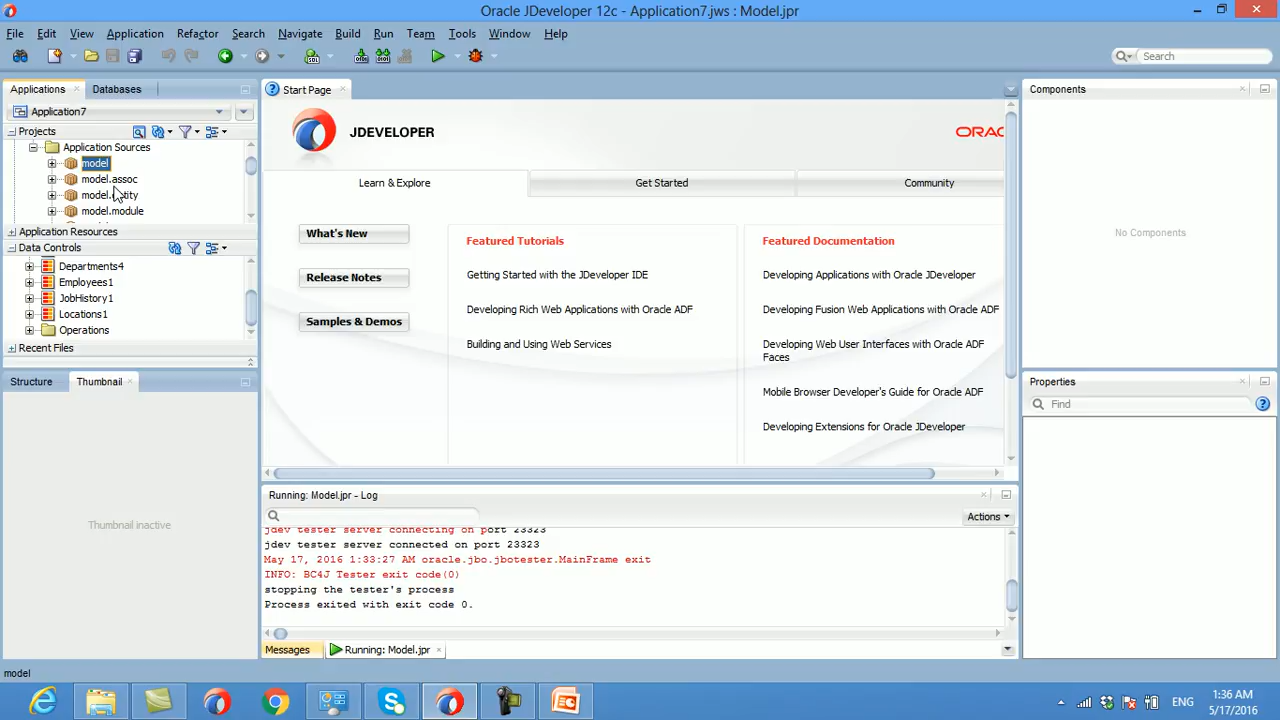 Oracle JDeveloper 12c - Application7.jws : Model.jpr
File Edit View Application Refactor Search Navigate Build Run Team Tools Window Help
Search
Applications
Databases
Application7
Projects
Application Sources
model
model.assoc
model.entity
model.module
Application Resources
Data Controls
Departments4
Employees1
JobHistory1
Locations1
Operations
Recent Files
Structure
Thumbnail
Thumbnail inactive
model
Start Page
JDEVELOPER
ORAC
Learn & Explore
Get Started
Community
What's New
Release Notes
Samples & Demos
Featured Tutorials
Getting Started with the JDeveloper IDE
Developing Rich Web Applications with Oracle ADF
Building and Using Web Services
Featured Documentation
Developing Applications with Oracle JDeveloper
Developing Fusion Web Applications with Oracle ADF
Developing Web User Interfaces with Oracle ADF
Faces
Mobile Browser Developer's Guide for Oracle ADF
Developing Extensions for Oracle JDeveloper
Running: Model.jpr - Log
Actions
jdev tester server connecting on port 23323
jdev tester server connected on port 23323
May 17, 2016 1:33:27 AM oracle.jbo.jbotester.MainFrame exit
INFO: BC4J Tester exit code(0)
stopping the tester's process
Process exited with exit code 0.
Messages
Running: Model.jpr
Components
No Components
Properties
Find
ENG
1:36 AM
5/17/2016